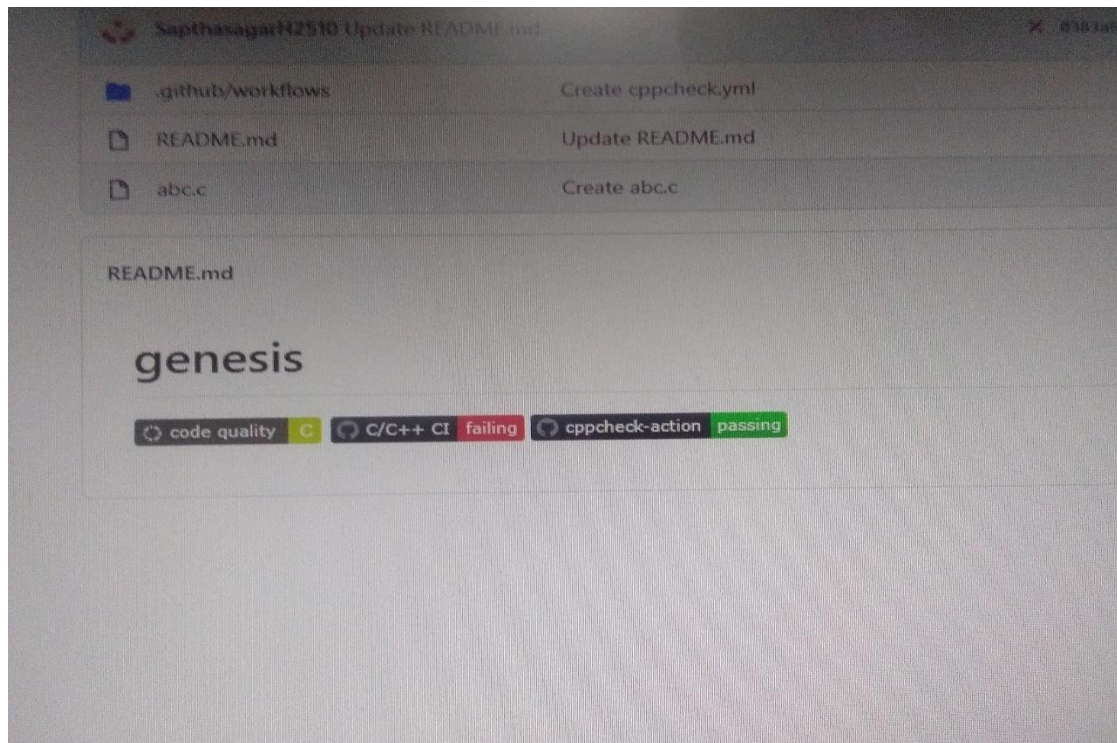 SapthasagarH2510 Update README.md
.github/workflows Create cppcheck.yml
README.md Update README.md
abc.c Create abc.c
README.md
genesis
code quality C C/C++ CI failing cppcheck-action passing